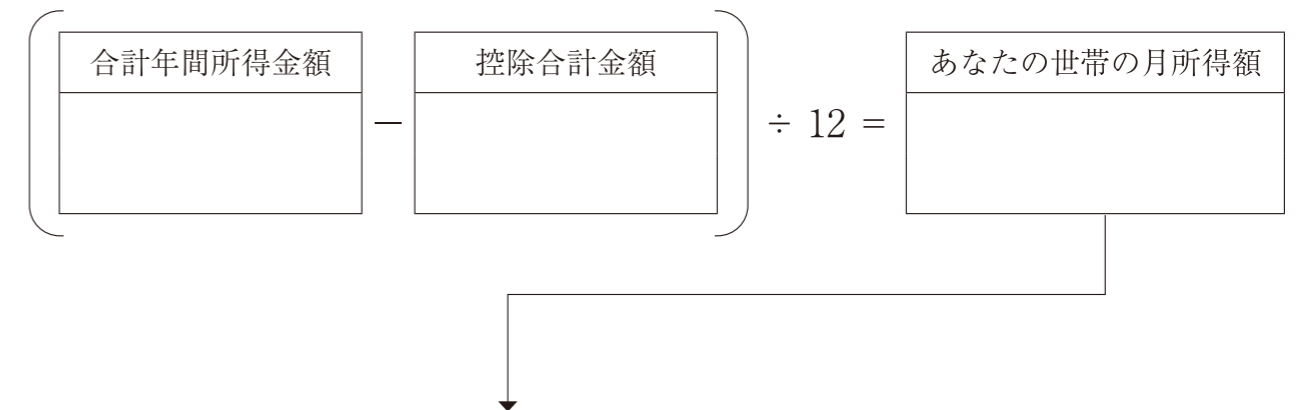 合計年間所得金額
控除合計金額
あなたの世帯の月所得額
－
÷ 12 =